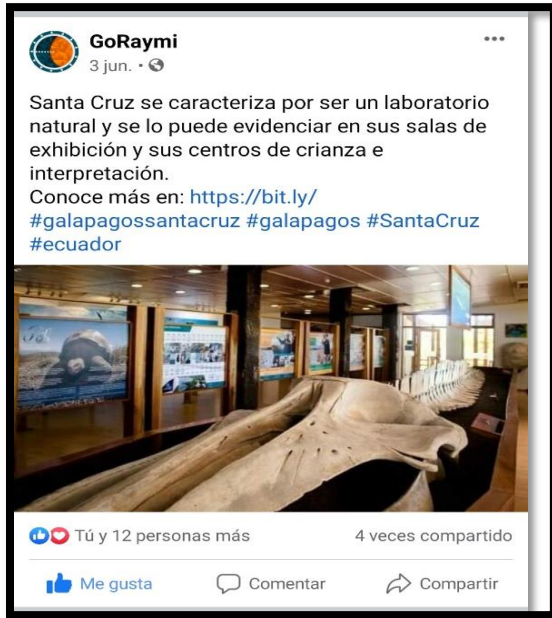 GoRaymi
3 jun. ·
Santa Cruz se caracteriza por ser un laboratorio
natural y se lo puede evidenciar en sus salas de
exhibición y sus centros de crianza e
interpretación.
Conoce más en: https://bit.ly/
#galapagossantacruz #galapagos #SantaCruz
#ecuador
Tú y 12 personas más
4 veces compartido
Me gusta
Comentar
Compartir